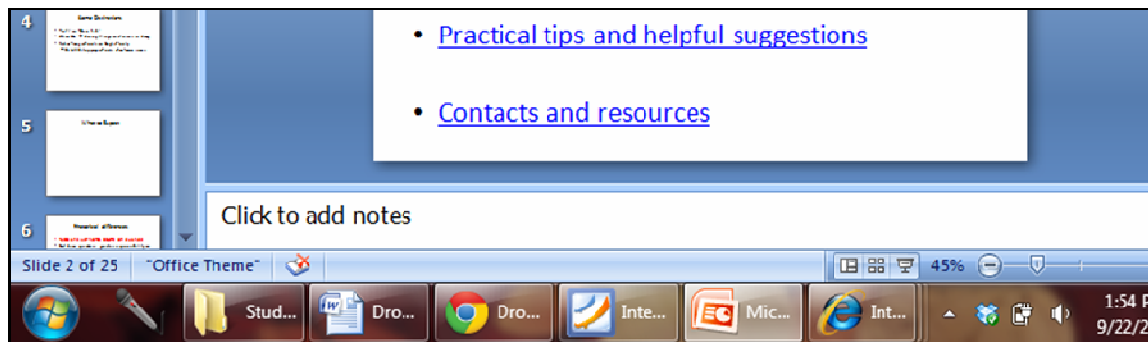 4
• Practical tips and helpful suggestions
• Contacts and resources
5
Click to add notes
6
Slide 2 of 25 "Office Theme" 45%
Stud... Dro... Dro... Inte... Mic... Int... 1:54 P
9/22/2